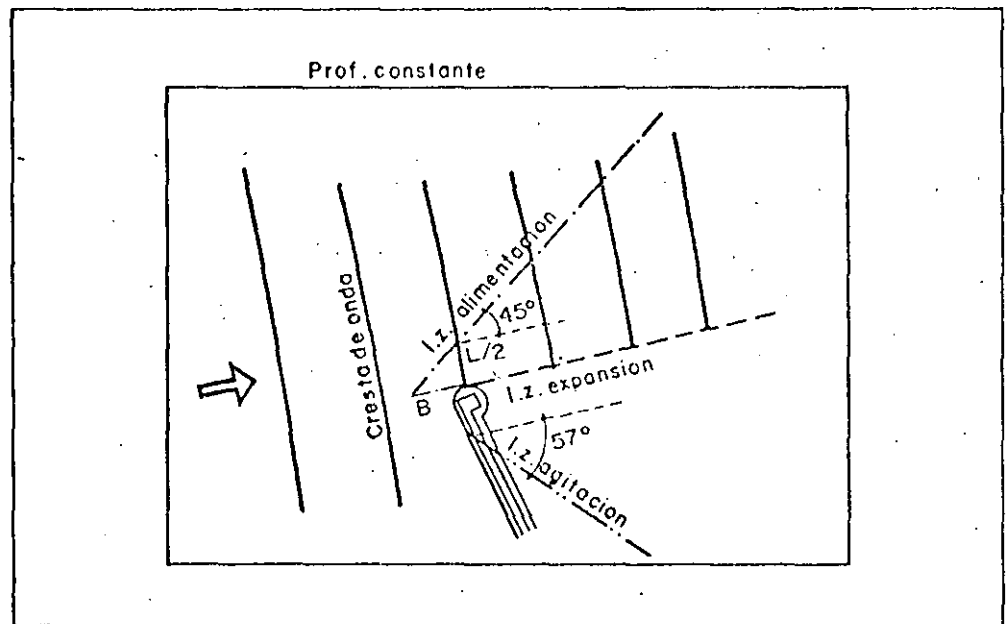 Prof. constante
Cresta de onda
l.z. alimentacion
45°
L/2
B
l.z. expansion
57°
l.z. agitacion